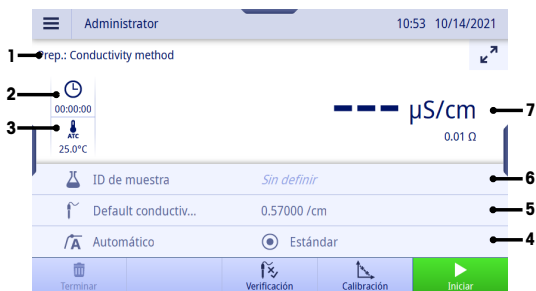 Administrator 10:53 10/14/2021
1 Prep.: Conductivity method
2 00:00:00
3 ATC
25.0°C
µS/cm 7
0.01 Ω
ID de muestra Sin definir 6
Default conductiv... 0.57000 /cm 5
A Automático Estándar 4
Terminar Verificación Calibración Iniciar